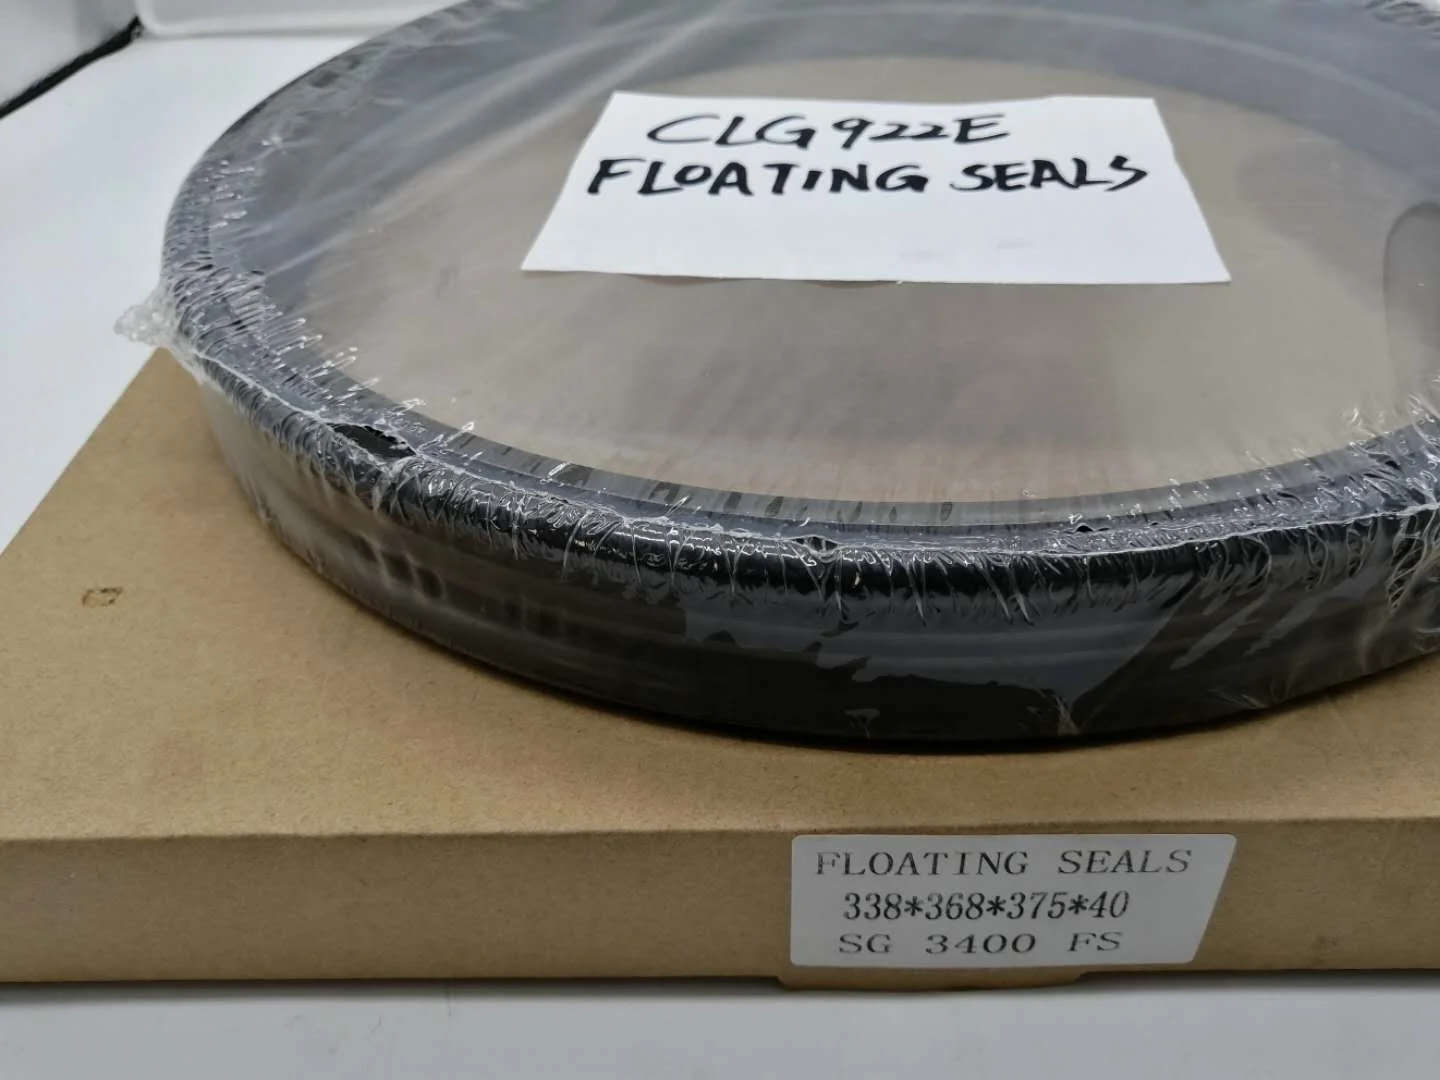 CLG922E
FLOATING SEALS
FLOATING SEALS
338*368*375*40
SG 3400 FS